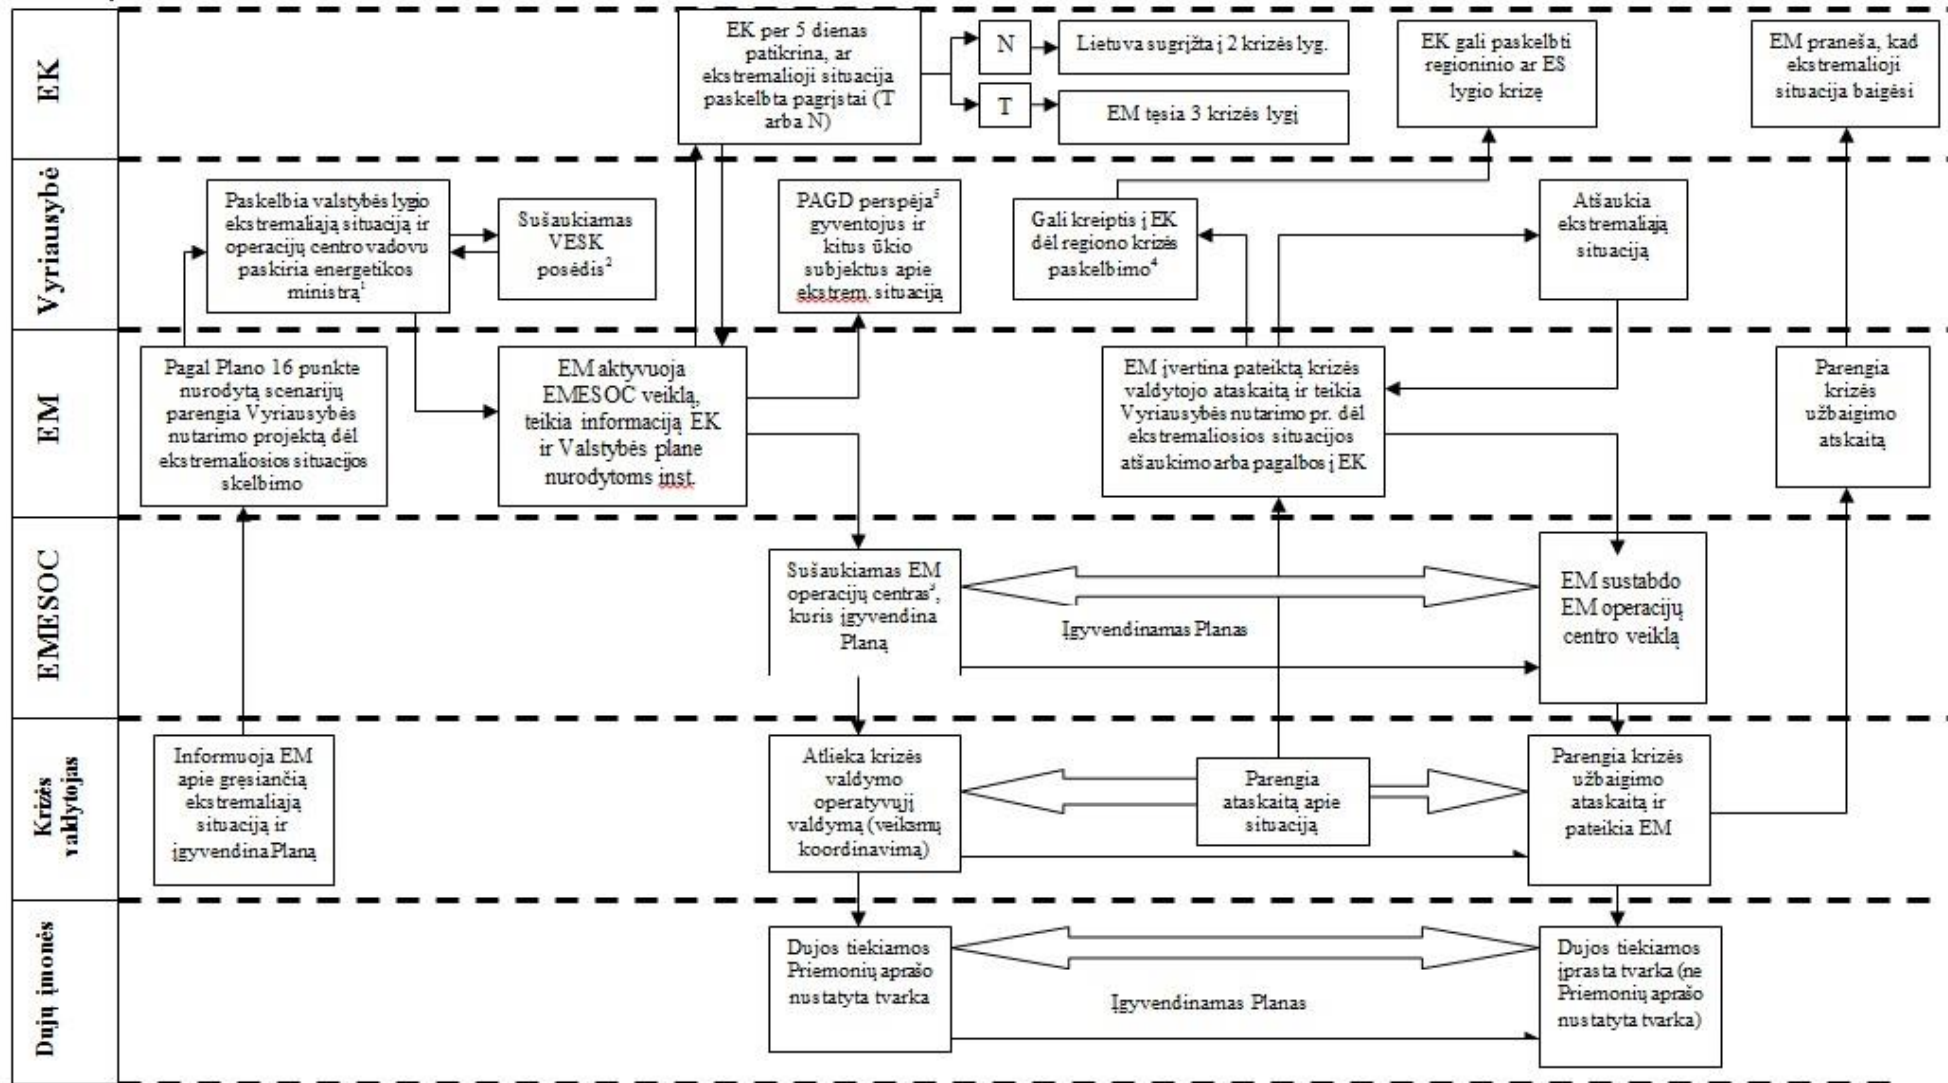 EK
EK per 5 dienas
patikrina, ar
ekstremalioji situacija
paskelbta pagrįstai (T
arba N)
N
Lietuva sugrįžta į 2 krizės lyg.
T
EM tęsia 3 krizės lygį
EK gali paskelbti
regioninio ar ES
lygio krizę
EM praneša, kad
ekstremalioji
situacija baigėsi
Vyriausybė
Paskelbia valstybės lygio
ekstremaliają situaciją ir
operacijų centro vadovu
paskiria energetikos
ministrą¹
Sušaukiamas
VESK
posėdis²
PAGD perspėja⁵
gyventojus ir
kitus ūkio
subjektus apie
ekstrem. situaciją
Gali kreiptis į EK
dėl regiono krizės
paskelbimo⁴
Atšaukia
ekstremaliają
situaciją
EM
Pagal Plano 16 punkte
nurodytą scenarijų
parengia Vyriausybės
nutarimo projektą dėl
ekstremaliosios situacijos
skelbimo
EM aktyvuoja
EMESOC veiklą,
teikia informaciją EK
ir Valstybės plane
nurodytoms inst.
EM įvertina pateiktą krizės
valdytojo ataskaitą ir teikia
Vyriausybės nutarimo pr. dėl
ekstremaliosios situacijos
atšaukimo arba pagalbos į EK
Parengia
krizės
užbaigimo
atskaitą
EMESOC
Sušaukiamas EM
operacijų centras³,
kuris įgyvendina
Planą
Įgyvendinamas Planas
EM sustabdo
EM operacijų
centro veiklą
Krizės
valdytojas
Informuoja EM
apie gręsiančią
ekstremaliają
situaciją ir
įgyvendina Planą
Atlieka krizės
valdymo
operatyvųjį
valdymą (veiksmų
koordinavimą)
Parengia
ataskaitą apie
situaciją
Parengia krizės
užbaigimo
ataskaitą ir
pateikia EM
Dujų įmonės
Dujos tiekiamos
Priemonių aprašo
nustatyta tvarka
Įgyvendinamas Planas
Dujos tiekiamos
įprasta tvarka (ne
Priemonių aprašo
nustatyta tvarka)